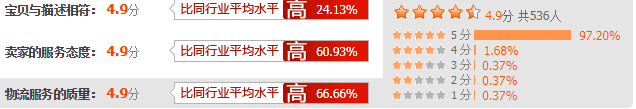 宝贝与描述相符： 4.9分 比同行业平均水平 高 24.13%
卖家的服务态度： 4.9分 比同行业平均水平 高 60.93%
物流服务的质量： 4.9分 比同行业平均水平 高 66.66%
4.9分 共536人
5 分 97.20%
4 分 1.68%
3 分 0.37%
2 分 0.37%
1 分 0.37%